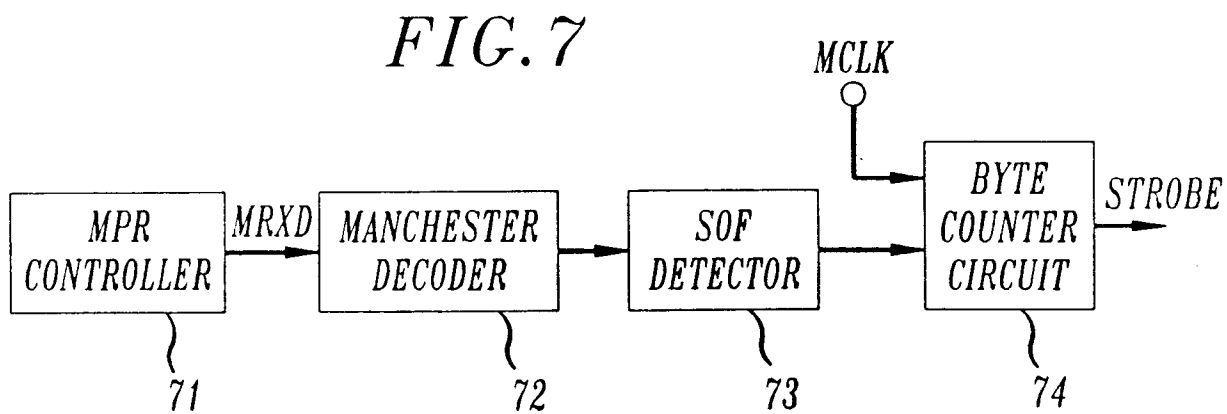 FIG. 7
MCLK
MPR
CONTROLLER
MRXD
MANCHESTER
DECODER
SOF
DETECTOR
BYTE
COUNTER
CIRCUIT
STROBE
71
72
73
74